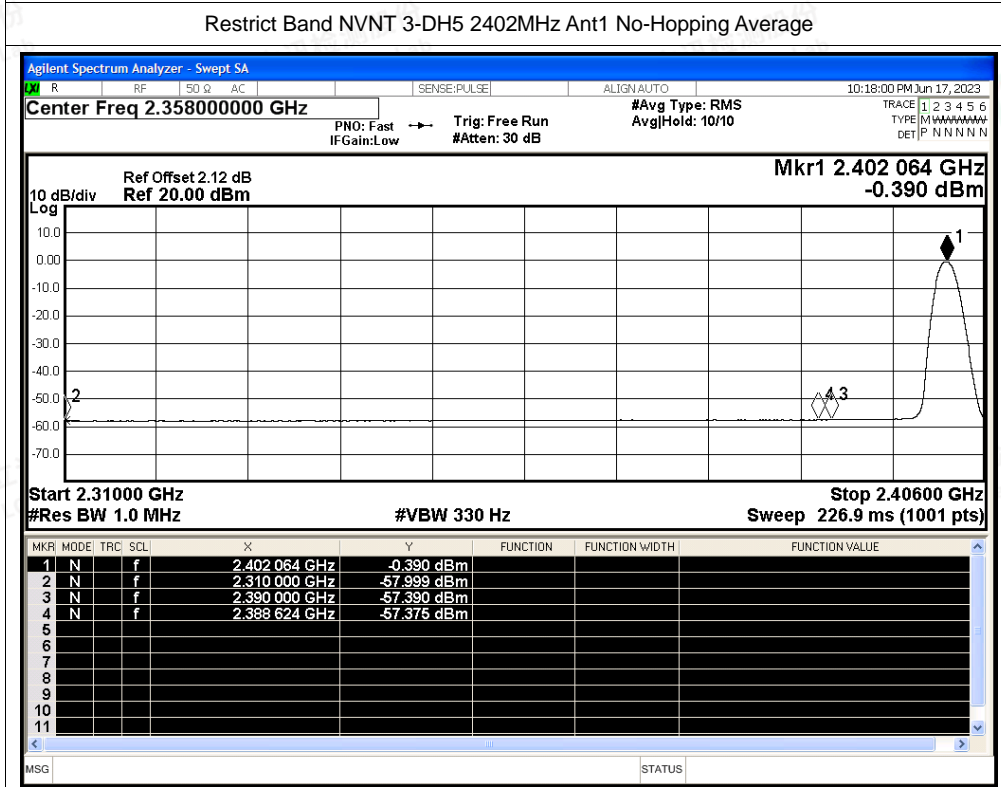 Restrict Band NVNT 3-DH5 2402MHz Ant1 No-Hopping Average
Agilent Spectrum Analyzer - Swept SA
LXI R RF 50 Ω AC SENSE:PULSE ALIGN AUTO 10:18:00 PM Jun 17, 2023
Center Freq 2.358000000 GHz
PNO: Fast
IFGain:Low
Trig: Free Run
#Atten: 30 dB
#Avg Type: RMS
Avg|Hold: 10/10
TRACE 1 2 3 4 5 6
TYPE M WWWWW
DET P N N N N N
Mkr1 2.402 064 GHz
-0.390 dBm
Ref Offset 2.12 dB
10 dB/div Ref 20.00 dBm
Log
10.0
0.00
-10.0
-20.0
-30.0
-40.0
-50.0
-60.0
-70.0
1
2
4 3
Start 2.31000 GHz Stop 2.40600 GHz
#Res BW 1.0 MHz #VBW 330 Hz Sweep 226.9 ms (1001 pts)
MKR MODE TRC SCL X Y FUNCTION FUNCTION WIDTH FUNCTION VALUE
1 N f 2.402 064 GHz -0.390 dBm
2 N f 2.310 000 GHz -57.999 dBm
3 N f 2.390 000 GHz -57.390 dBm
4 N f 2.388 624 GHz -57.375 dBm
5
6
7
8
9
10
11
MSG STATUS